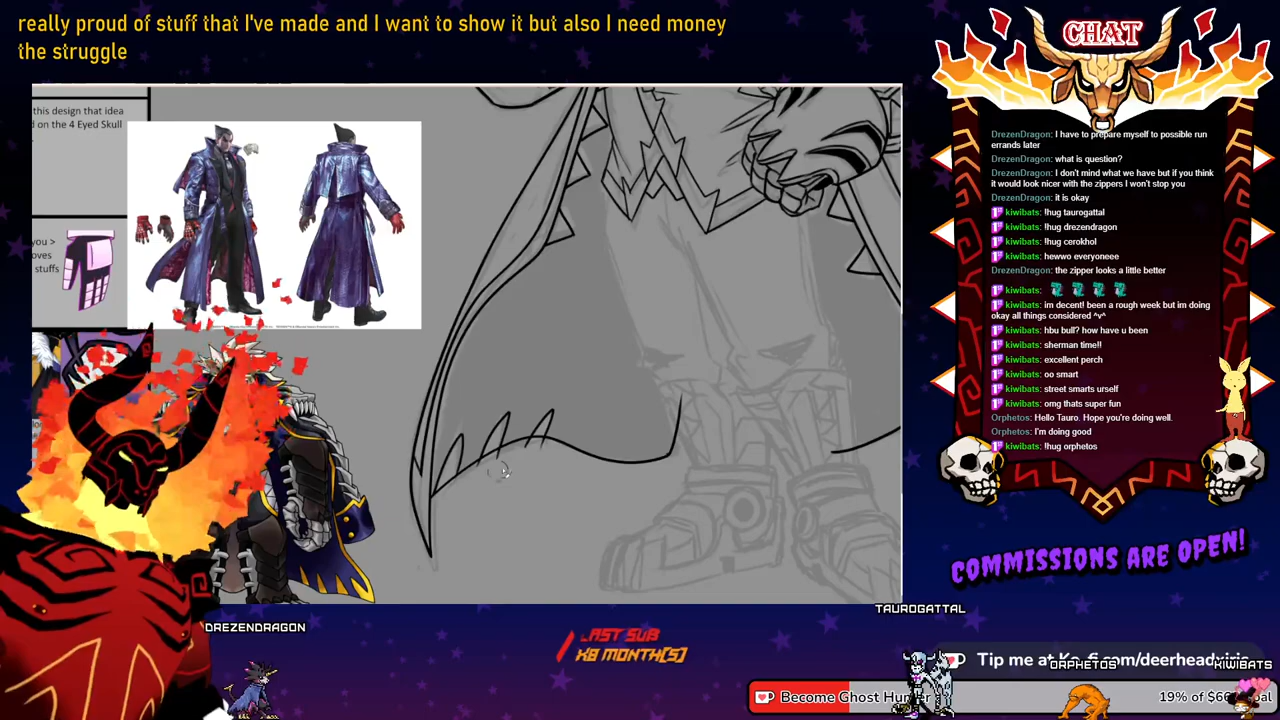 really proud of stuff that I've made and I want to show it but also I need money
the struggle
this design that idea
d on the 4 Eyed Skull
you >
oves
stuffs
CHAT
DrezenDragon: I have to prepare myself to possible run
errands later
DrezenDragon: what is question?
DrezenDragon: I don't mind what we have but if you think
it would look nicer with the zippers I won't stop you
DrezenDragon: it is okay
kiwibats: !hug taurogattal
kiwibats: !hug drezendragon
kiwibats: !hug cerokhol
kiwibats: hewwo everyoneee
DrezenDragon: the zipper looks a little better
kiwibats:
kiwibats: im decent! been a rough week but im doing
okay all things considered ^v^
kiwibats: hbu bull? how have u been
kiwibats: sherman time!!
kiwibats: excellent perch
kiwibats: oo smart
kiwibats: street smarts urself
kiwibats: omg thats super fun
Orphetos: Hello Tauro. Hope you're doing well.
Orphetos: I'm doing good
kiwibats: !hug orphetos
COMMISSIONS ARE OPEN!
TAUROGATTAL
DREZENDRAGON
LAST SUB
X8 MONTH(S)
Tip me at Ko-fi.com/deerhead
ORPHETOS
KIWIBATS
Become Ghost Hunter
19% of